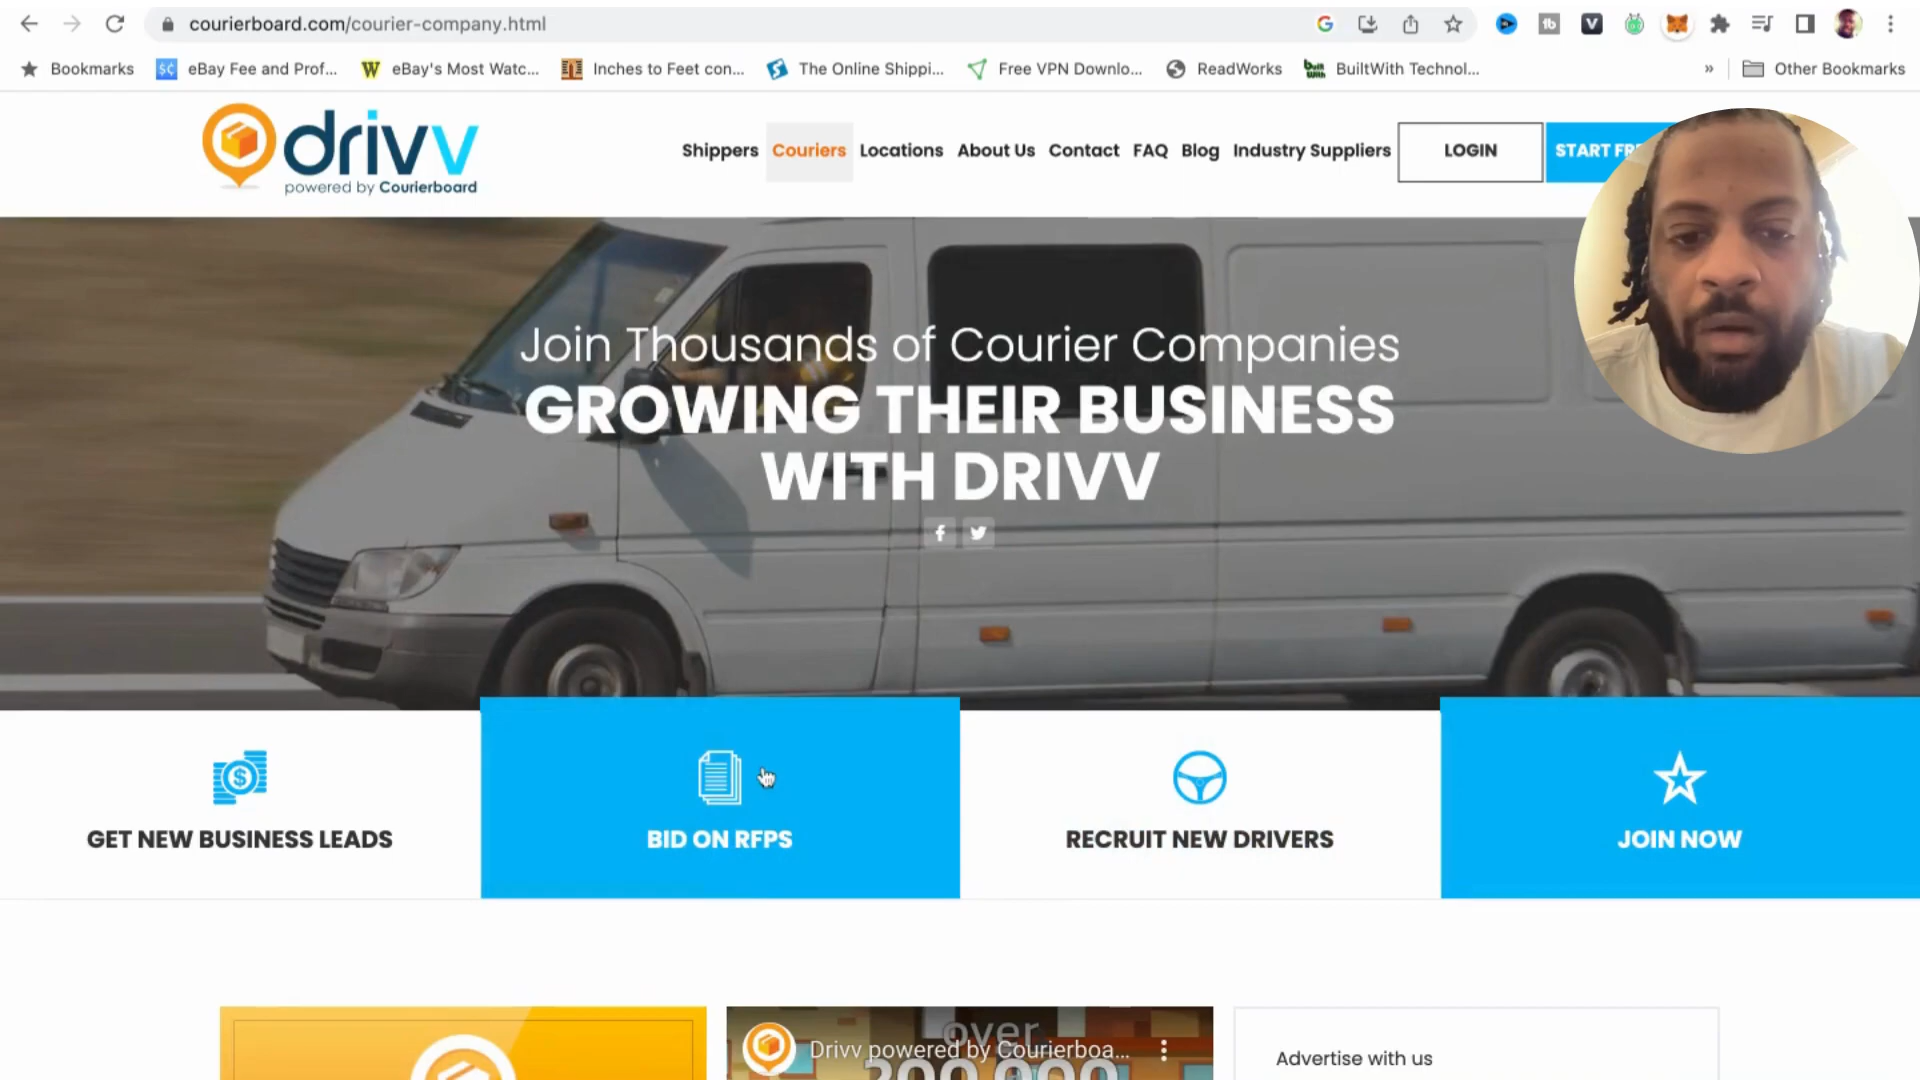 courierboard.com/courier-company.html
Bookmarks eBay Fee and Prof... eBay's Most Watc... Inches to Feet con... The Online Shippi... Free VPN Downlo... ReadWorks BuiltWith Technol... » Other Bookmarks
drivv
powered by Courierboard
Shippers Couriers Locations About Us Contact FAQ Blog Industry Suppliers LOGIN START
Join Thousands of Courier Companies
GROWING THEIR BUSINESS
WITH DRIVV
GET NEW BUSINESS LEADS BID ON RFPS RECRUIT NEW DRIVERS JOIN NOW
over
Drivv powered by Courierboa...
200,000
Advertise with us